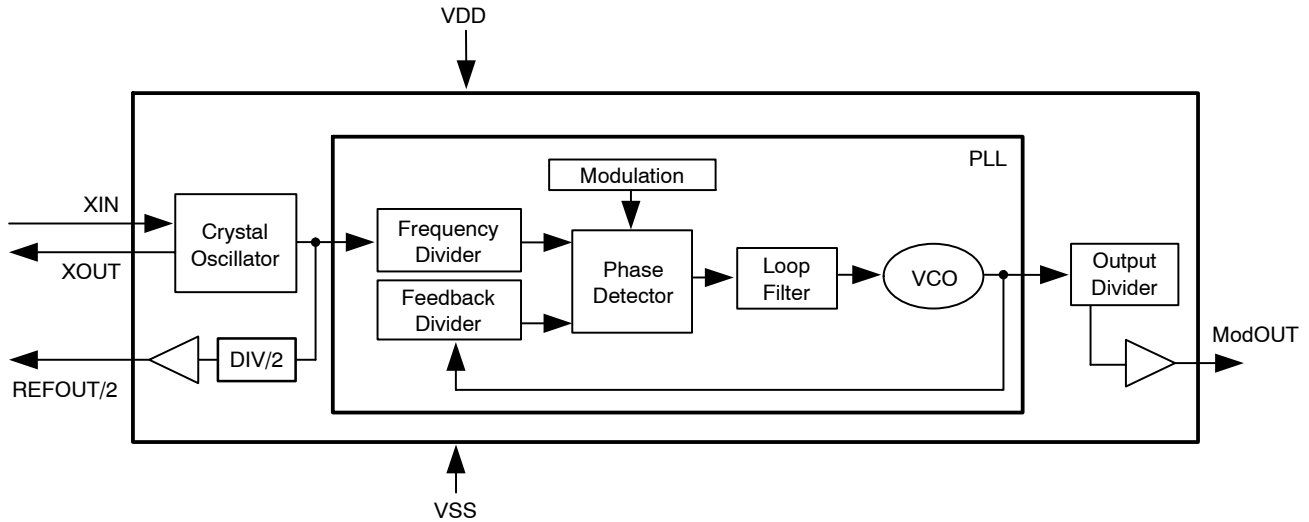 VDD
PLL
Modulation
XIN
XOUT
Crystal
Oscillator
Frequency
Divider
Feedback
Divider
Phase
Detector
Loop
Filter
VCO
Output
Divider
ModOUT
DIV/2
REFOUT/2
VSS